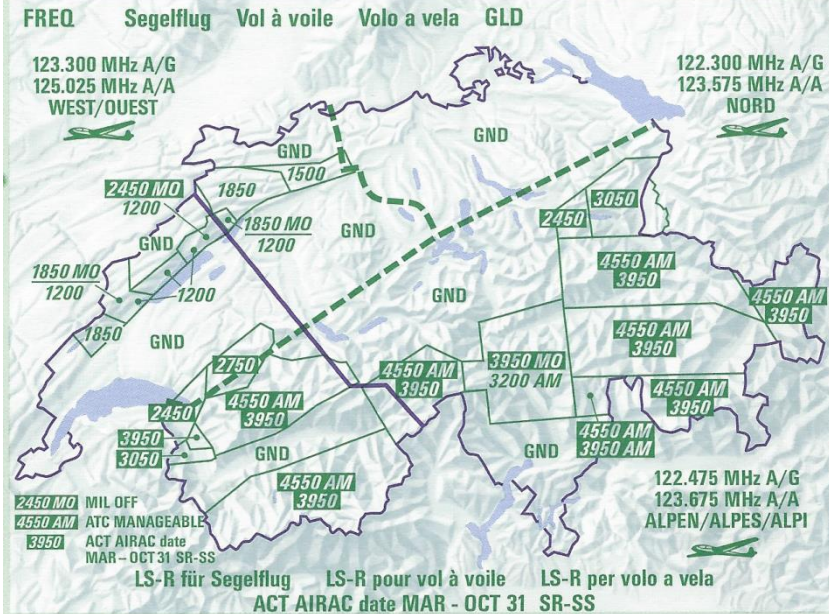 FREQ Segelflug Vol à voile Volo a vela GLD
123.300 MHz A/G
125.025 MHz A/A
WEST/OUEST
122.300 MHz A/G
123.575 MHz A/A
NORD
GND
GND
1500
2450 MO
1200
1850
3050
2450
1850 MO
1200
GND
GND
4550 AM
3950
1850 MO
1200
1200
GND
4550 AM
3950
1850
GND
4550 AM
3950
2750
4550 AM
3950
3950 MO
3200 AM
4550 AM
3950
2450
4550 AM
3950
3950
3050
GND
4550 AM
3950 AM
GND
4550 AM
3950
122.475 MHz A/G
123.675 MHz A/A
ALPEN/ALPES/ALPI
2450 MO MIL OFF
4550 AM ATC MANAGEABLE
3950 ACT AIRAC date
MAR – OCT 31 SR-SS
LS-R für Segelflug LS-R pour vol à voile LS-R per volo a vela
ACT AIRAC date MAR - OCT 31 SR-SS